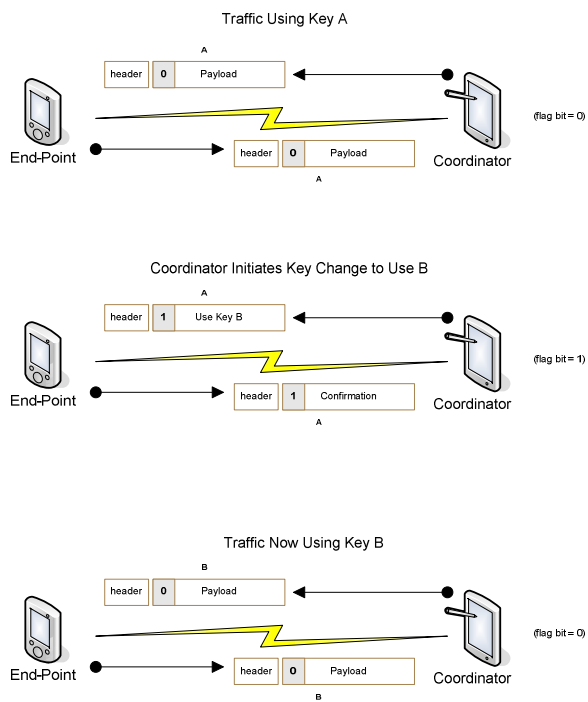 Traffic Using Key A
A
header 0 Payload
(flag bit = 0)
End-Point
header 0 Payload
Coordinator
A
Coordinator Initiates Key Change to Use B
A
header 1 Use Key B
(flag bit = 1)
End-Point
header 1 Confirmation
Coordinator
A
Traffic Now Using Key B
B
header 0 Payload
(flag bit = 0)
End-Point
header 0 Payload
Coordinator
B